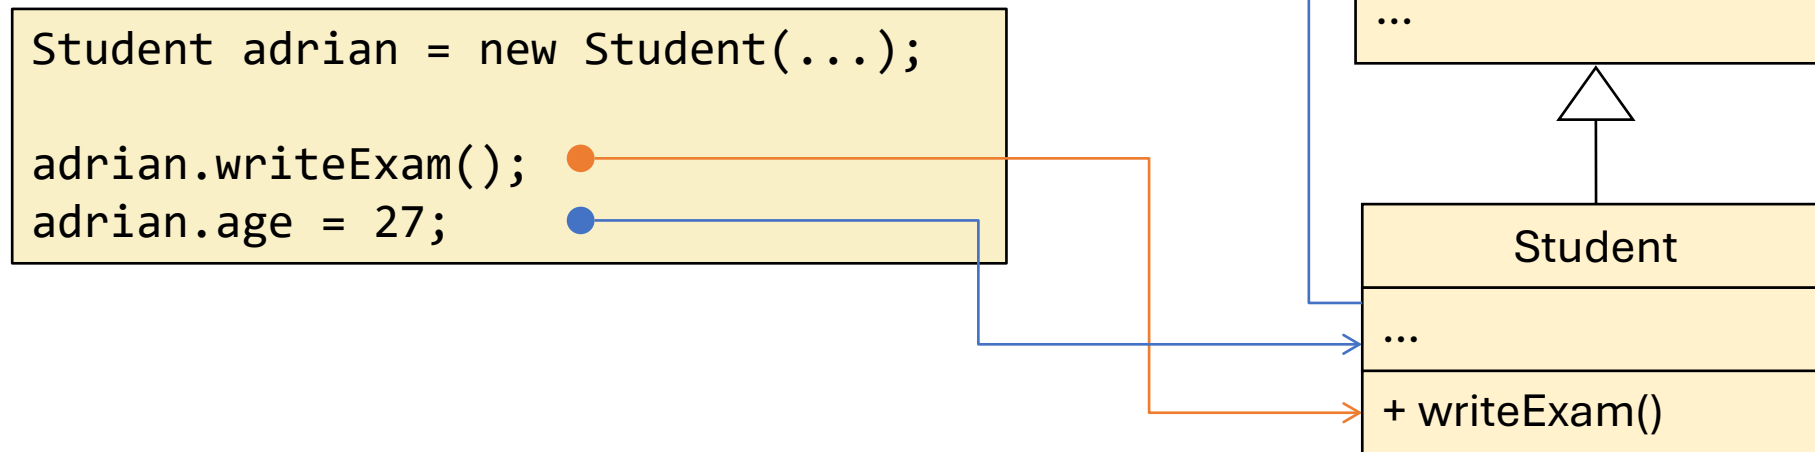 Student adrian = new Student(...);
adrian.writeExam();
adrian.age = 27;
...
Student
...
+ writeExam()